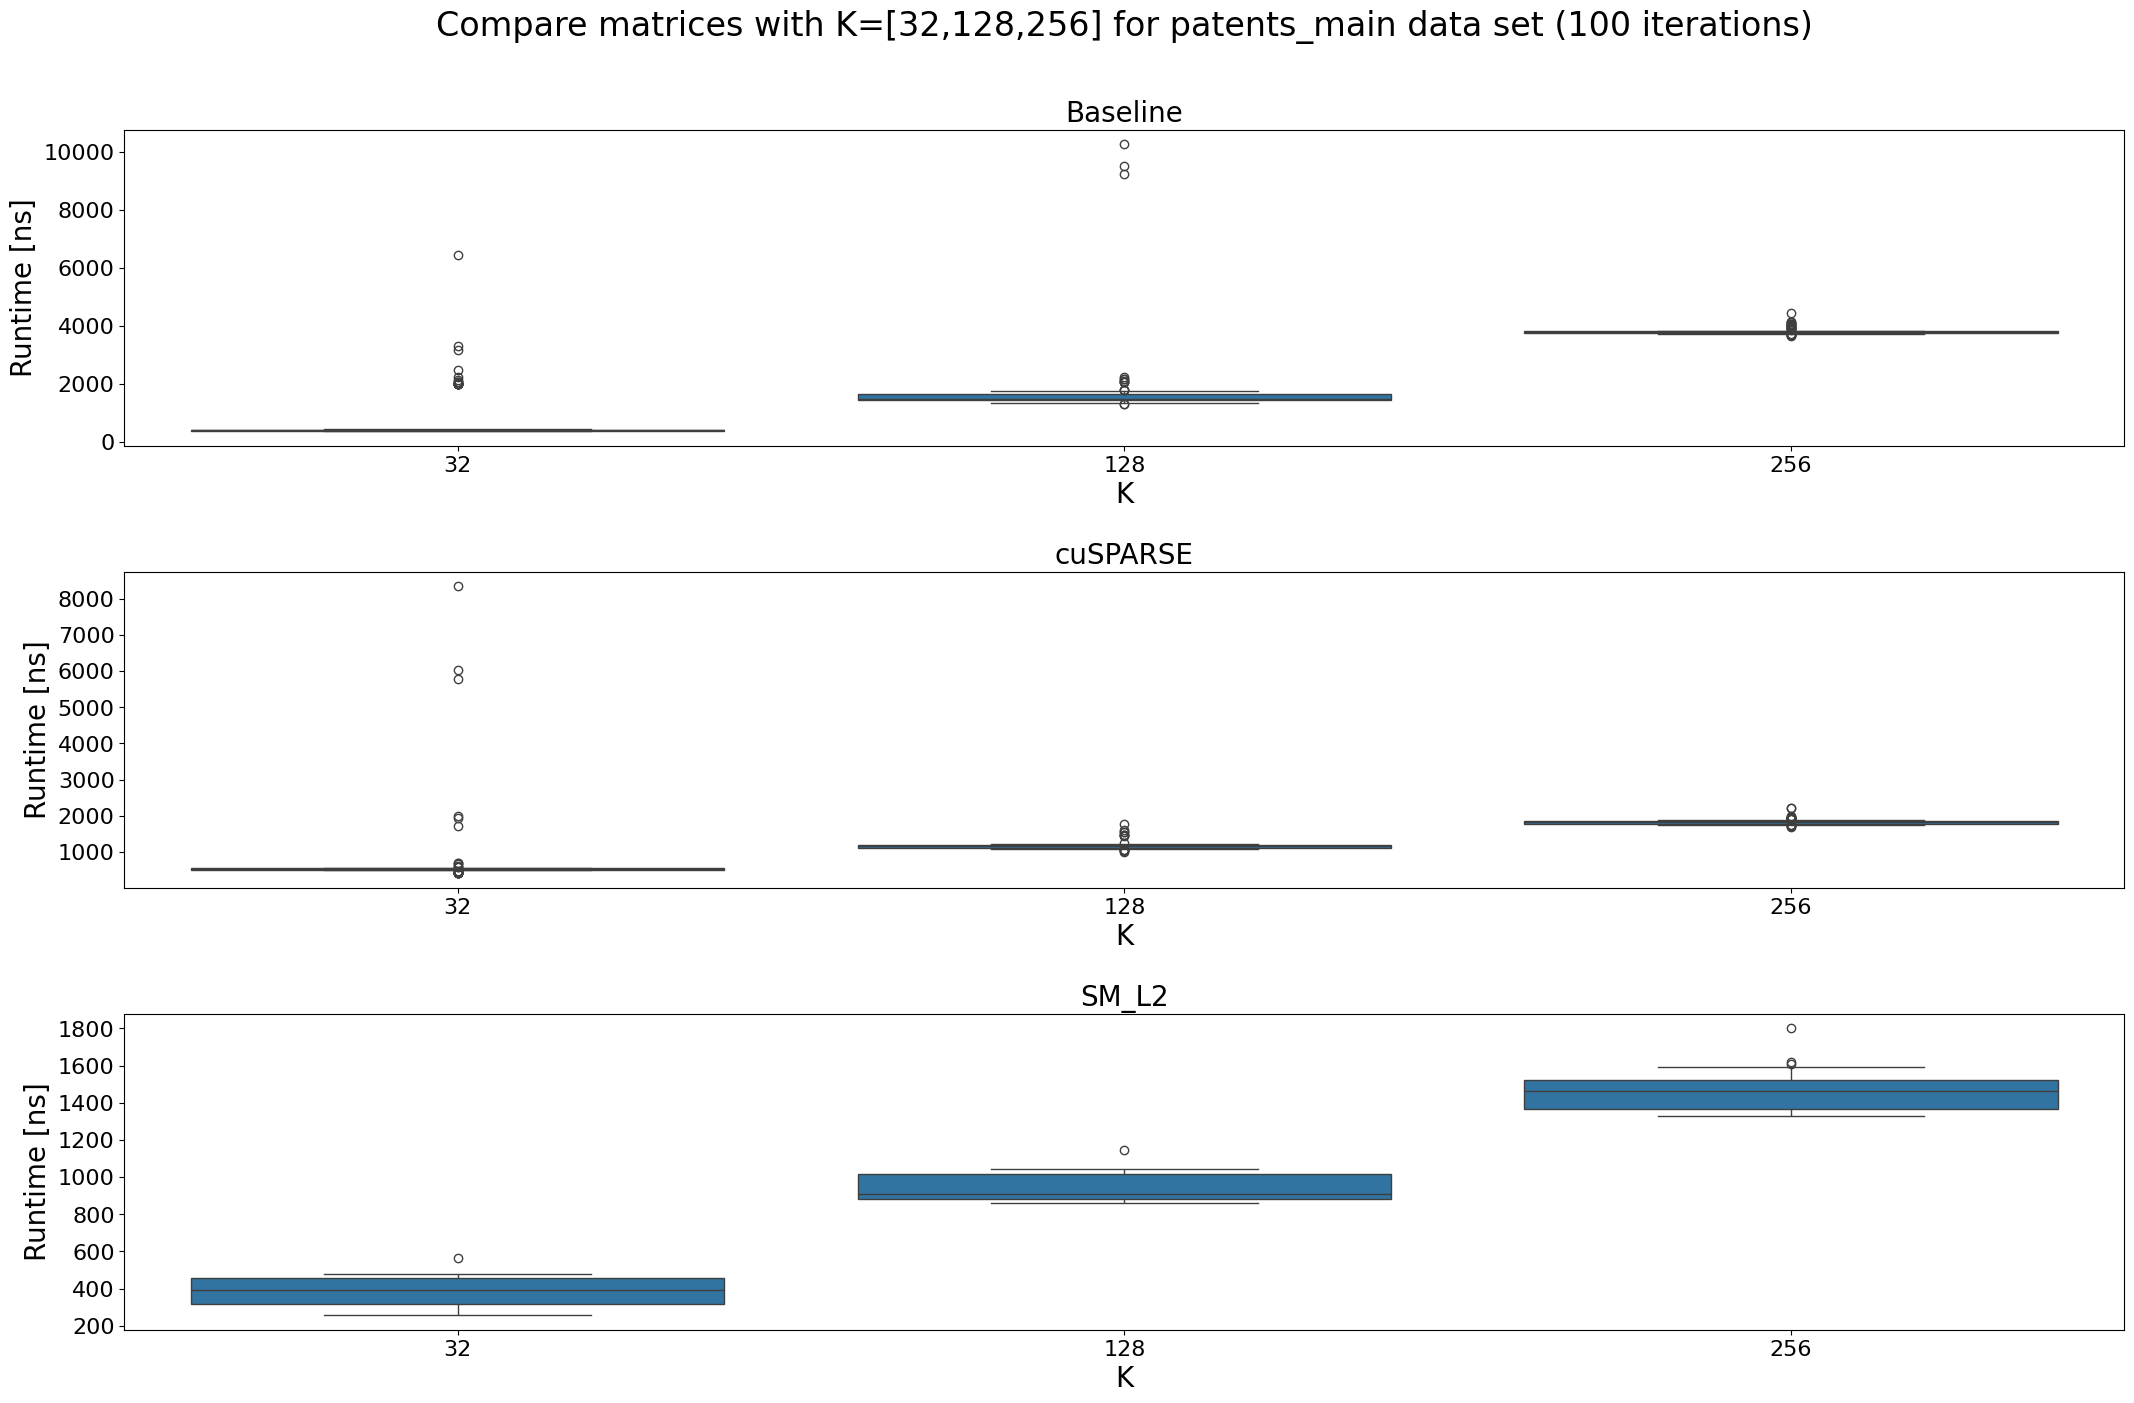 Compare matrices with K=[32,128,256] for patents_main data set (100 iterations)
Baseline
Runtime [ns]
10000
8000
6000
4000
2000
0
32 128 256
K
cuSPARSE
Runtime [ns]
8000
7000
6000
5000
4000
3000
2000
1000
32 128 256
K
SM_L2
Runtime [ns]
1800
1600
1400
1200
1000
800
600
400
200
32 128 256
K